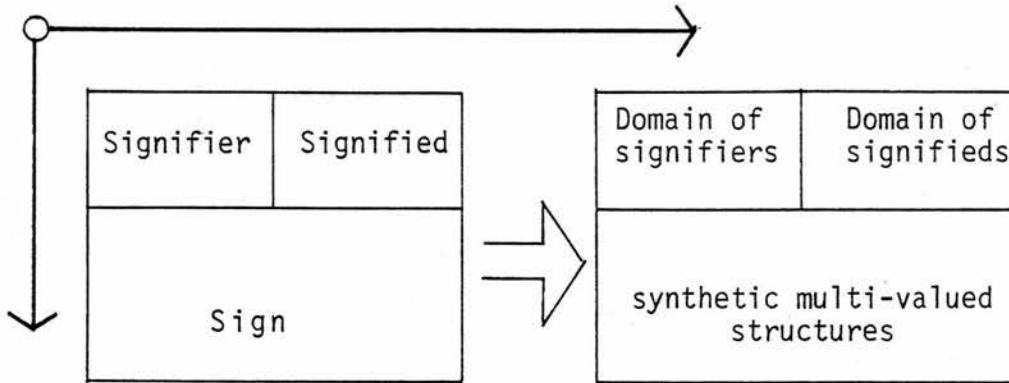 Signifier
Signified
Sign
Domain of
signifiers
Domain of
signifieds
synthetic multi-valued
structures